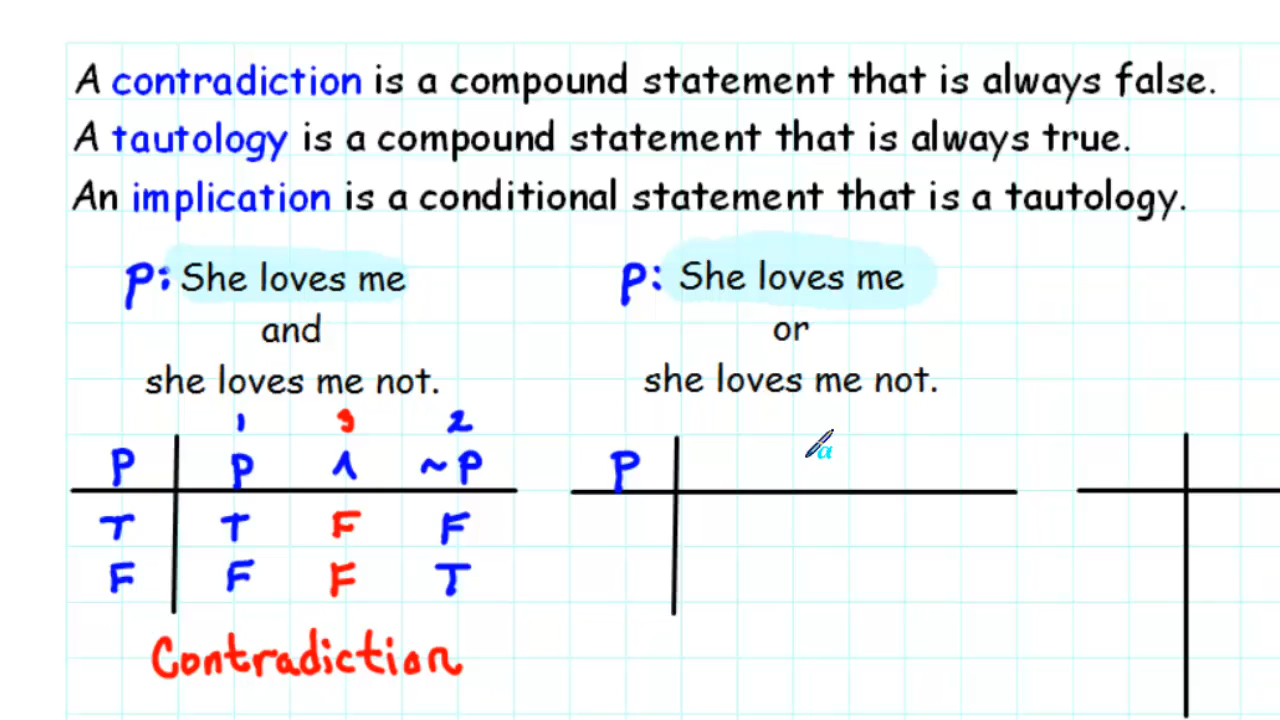 A contradiction is a compound statement that is always false.
A tautology is a compound statement that is always true.
An implication is a conditional statement that is a tautology.
p: She loves me
and
she loves me not.
1 3 2
P P ∧ ~P
T T F F
F F F T
Contradiction
p: She loves me
or
she loves me not.
P